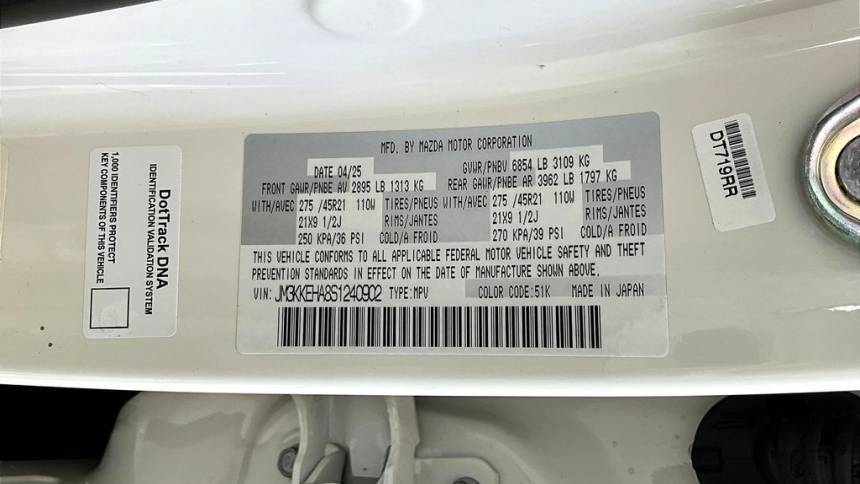 MFD. BY MAZDA MOTOR CORPORATION
DATE 04/25 GVWR/PNBV 6854 LB 3109 KG
FRONT GAWR/PNBE AV 2895 LB 1313 KG REAR GAWR/PNBE AR 3962 LB 1797 KG
WITH/AVEC 275 /45R21 110W TIRES/PNEUS WITH/AVEC 275 /45R21 110W TIRES/PNEUS
21X9 1/2J RIMS/JANTES 21X9 1/2J RIMS/JANTES
250 KPA/36 PSI COLD/A FROID 270 KPA/39 PSI COLD/A FROID
THIS VEHICLE CONFORMS TO ALL APPLICABLE FEDERAL MOTOR VEHICLE SAFETY AND THEFT
PREVENTION STANDARDS IN EFFECT ON THE DATE OF MANUFACTURE SHOWN ABOVE.
VIN: JM3KKEHA8S1240902 TYPE:MPV COLOR CODE:51K MADE IN JAPAN
DotTrack DNA
IDENTIFICATION VALIDATION SYSTEM
1,000 IDENTIFIERS PROTECT
KEY COMPONENTS OF THIS VEHICLE
DT719RR